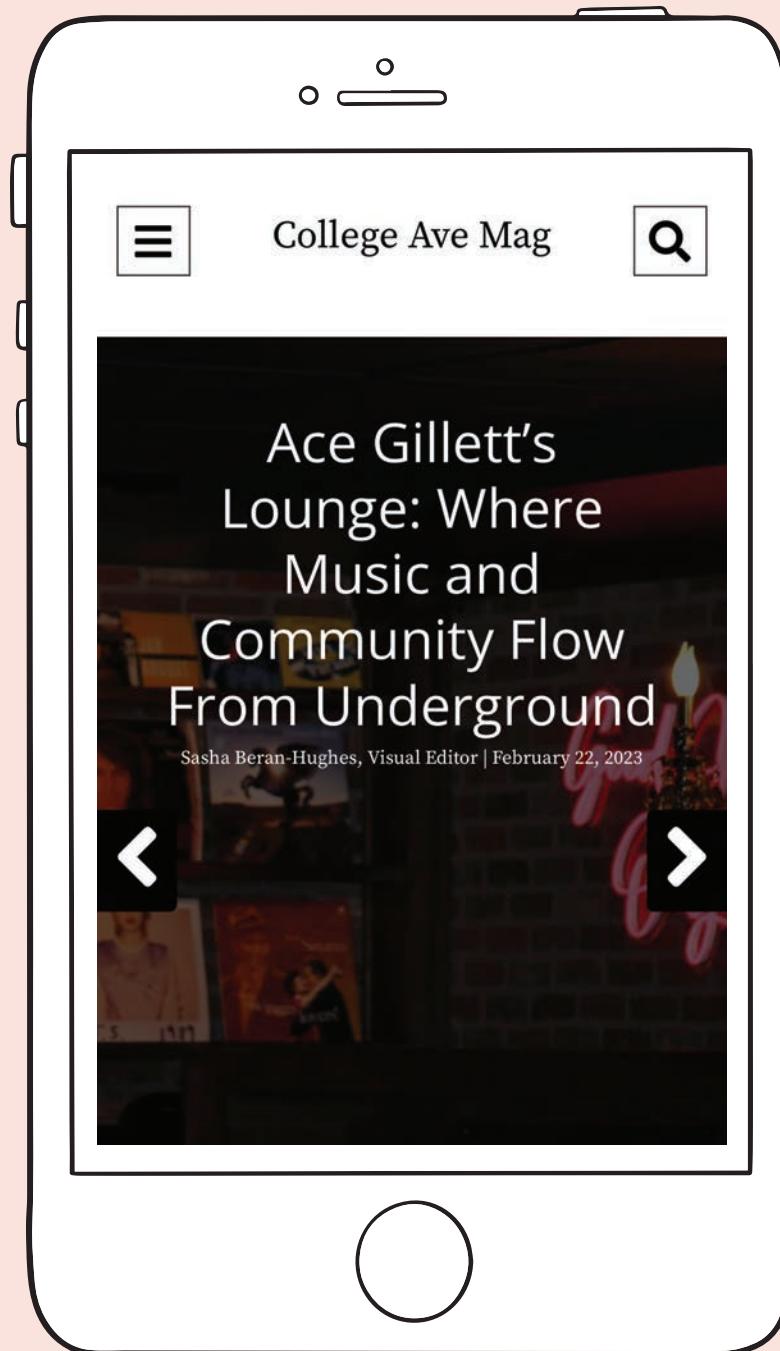 College Ave Mag
Ace Gillett’s
Lounge: Where
Music and
Community Flow
From Underground
Sasha Beran-Hughes, Visual Editor | February 22, 2023
T.S. 1989